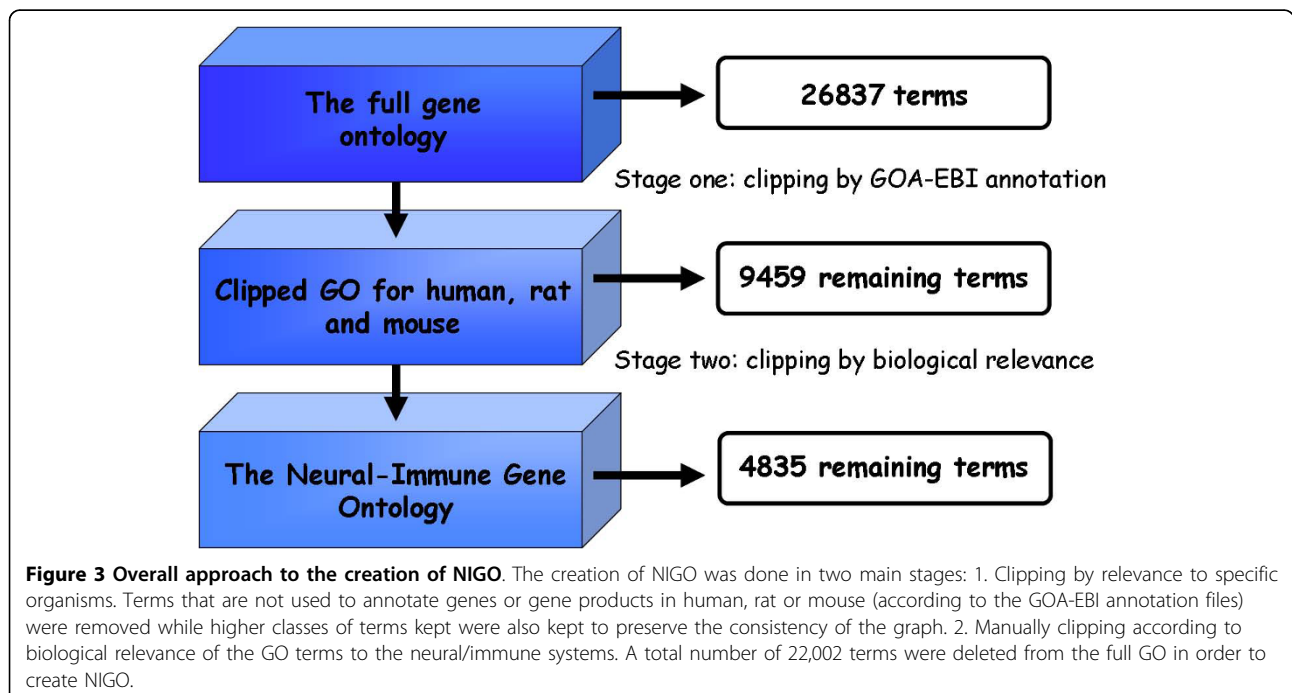 The full gene
ontology
26837 terms
Stage one: clipping by GOA-EBI annotation
Clipped GO for human, rat
and mouse
9459 remaining terms
Stage two: clipping by biological relevance
The Neural-Immune Gene
Ontology
4835 remaining terms
Figure 3 Overall approach to the creation of NIGO. The creation of NIGO was done in two main stages: 1. Clipping by relevance to specific
organisms. Terms that are not used to annotate genes or gene products in human, rat or mouse (according to the GOA-EBI annotation files)
were removed while higher classes of terms kept were also kept to preserve the consistency of the graph. 2. Manually clipping according to
biological relevance of the GO terms to the neural/immune systems. A total number of 22,002 terms were deleted from the full GO in order to
create NIGO.